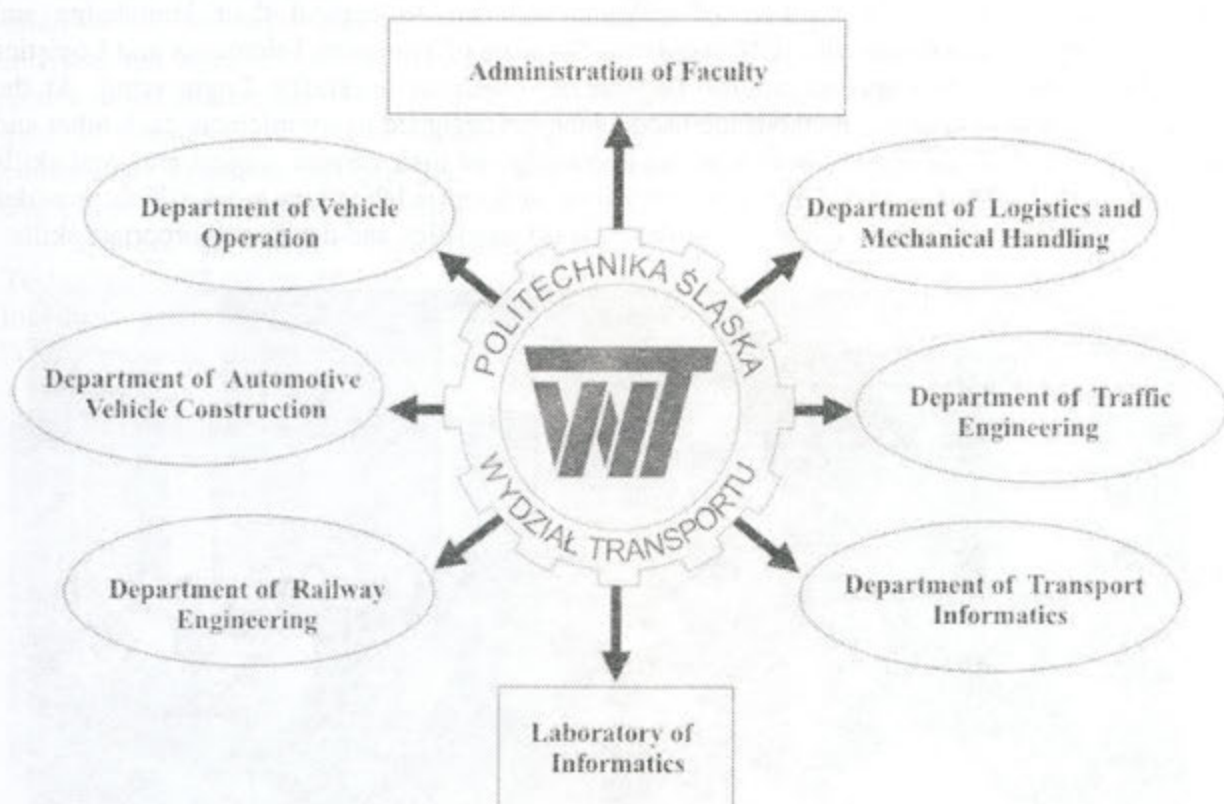 Administration of Faculty
Department of Vehicle
Operation
Department of Logistics and
Mechanical Handling
POLITECHNIKA ŚLĄSKA
WT
WYDZIAŁ TRANSPORTU
Department of Automotive
Vehicle Construction
Department of Traffic
Engineering
Department of Railway
Engineering
Department of Transport
Informatics
Laboratory of
Informatics